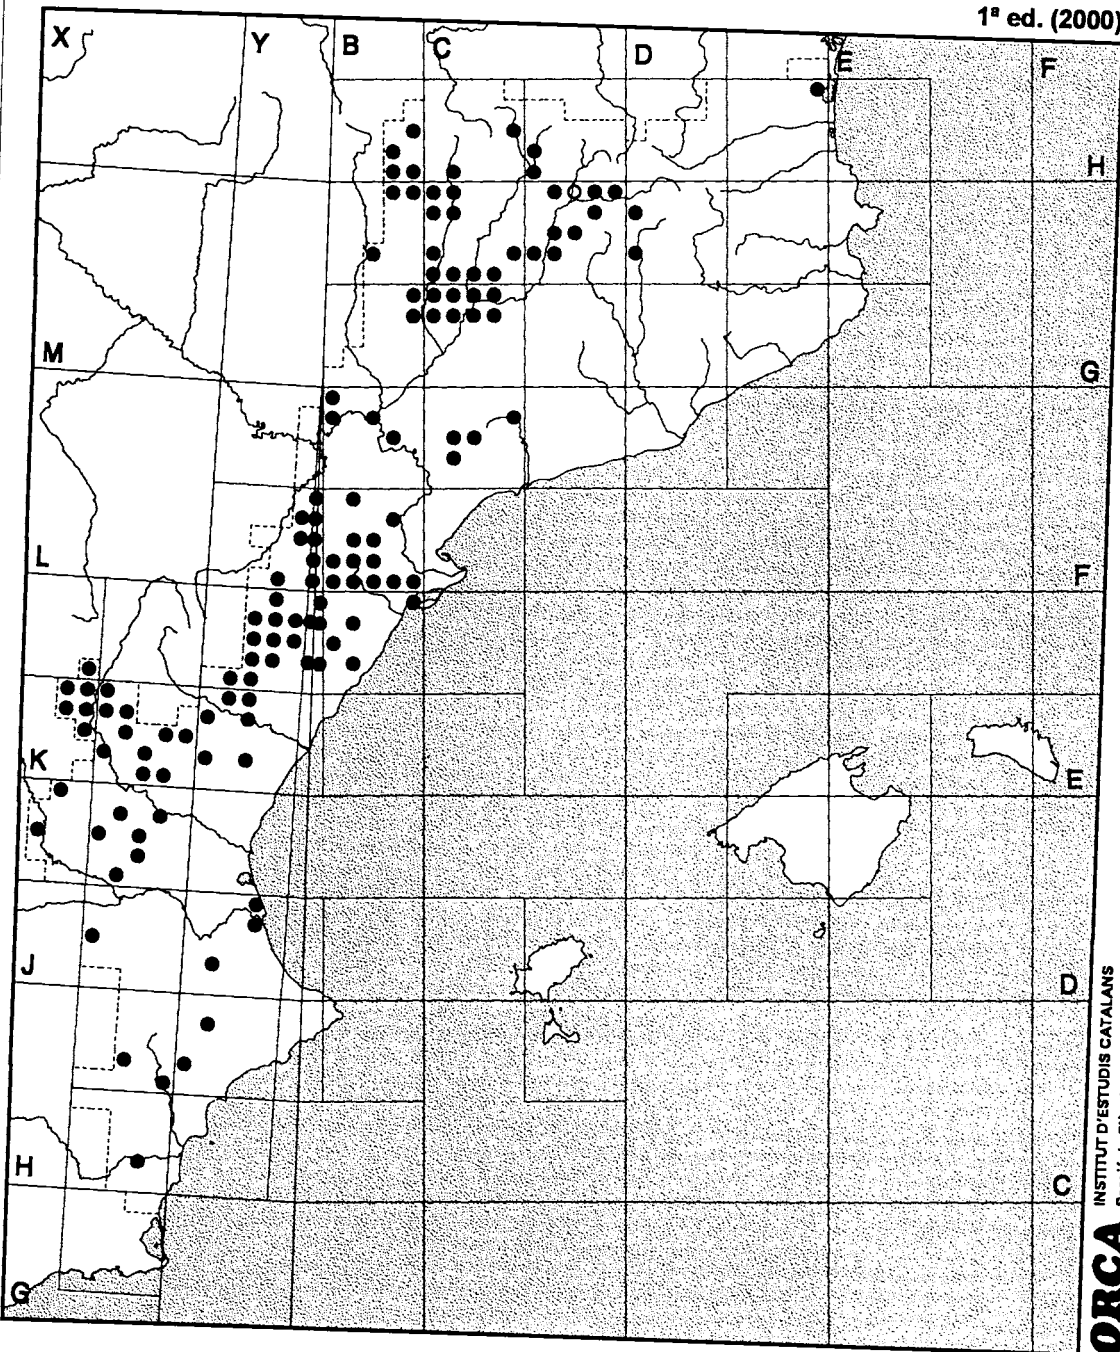 1ª ed. (2000)
X Y B C D E F
H
M G
L F
K E
J D
H C
G
ORCA INSTITUT D'ESTUDIS CATALANS